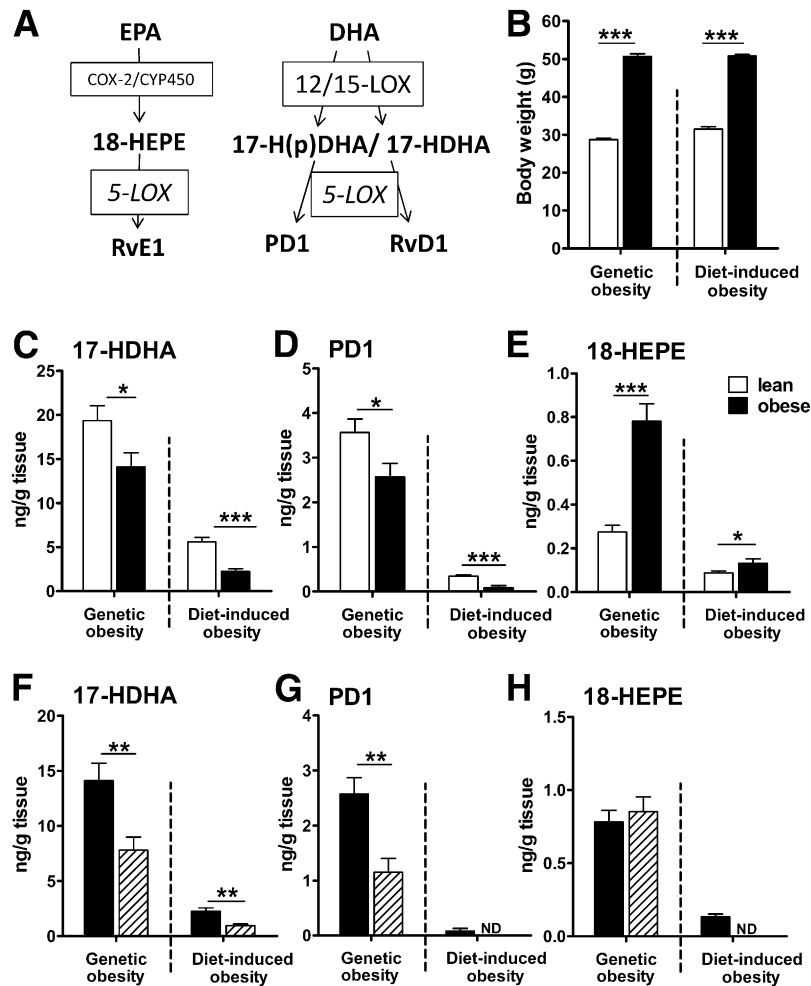 A
EPA
COX-2/CYP450
18-HEPE
5-LOX
RvE1
DHA
12/15-LOX
17-H(p)DHA/ 17-HDHA
5-LOX
PD1
RvD1
B
Body weight (g)
60
50
40
30
20
10
0
***
***
Genetic
obesity
Diet-induced
obesity
C
17-HDHA
ng/g tissue
25
20
15
10
5
0
*
***
Genetic
obesity
Diet-induced
obesity
D
PD1
ng/g tissue
5
4
3
2
1
0
*
***
Genetic
obesity
Diet-induced
obesity
E
18-HEPE
ng/g tissue
1.0
0.8
0.6
0.4
0.2
0.0
***
*
lean
obese
Genetic
obesity
Diet-induced
obesity
F
17-HDHA
ng/g tissue
20
15
10
5
0
**
**
Genetic
obesity
Diet-induced
obesity
G
PD1
ng/g tissue
4
3
2
1
0
**
ND
Genetic
obesity
Diet-induced
obesity
H
18-HEPE
ng/g tissue
1.5
1.0
0.5
0.0
ND
Genetic
obesity
Diet-induced
obesity